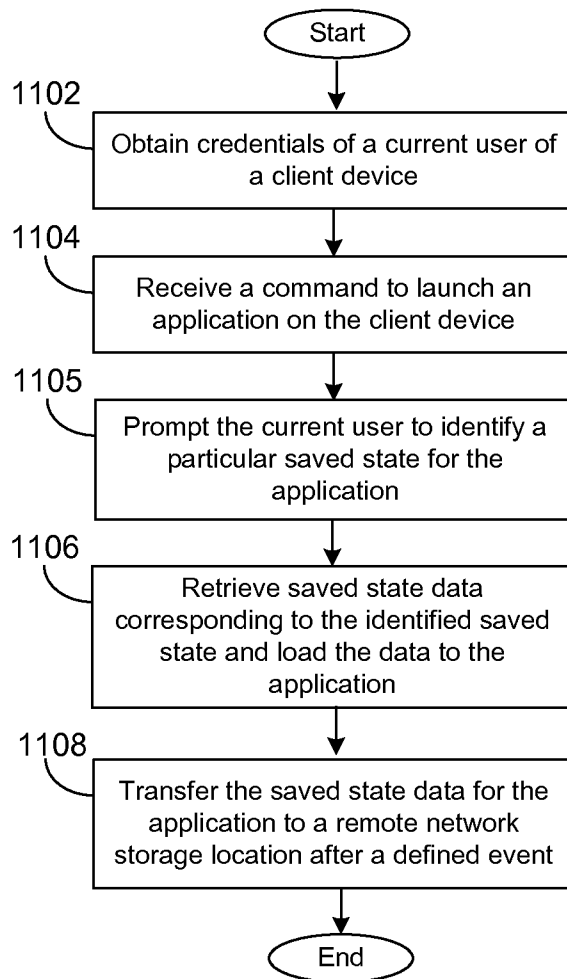 Start
1102
Obtain credentials of a current user of
a client device
1104
Receive a command to launch an
application on the client device
1105
Prompt the current user to identify a
particular saved state for the
application
1106
Retrieve saved state data
corresponding to the identified saved
state and load the data to the
application
1108
Transfer the saved state data for the
application to a remote network
storage location after a defined event
End